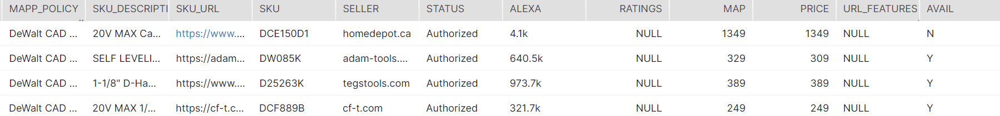 MAPP_POLICY SKU_DESCRIPTI SKU_URL SKU SELLER STATUS ALEXA RATINGS MAP PRICE URL_FEATURES AVAIL
DeWalt CAD ... 20V MAX Ca... https://www.... DCE150D1 homedepot.ca Authorized 4.1k NULL 1349 1349 NULL N
DeWalt CAD ... SELF LEVELI... https://adam... DW085K adam-tools.... Authorized 640.5k NULL 329 309 NULL Y
DeWalt CAD ... 1-1/8" D-Ha... https://www.... D25263K tegstools.com Authorized 973.7k NULL 389 389 NULL Y
DeWalt CAD ... 20V MAX 1/... https://cf-t.c... DCF889B cf-t.com Authorized 321.7k NULL 249 249 NULL Y